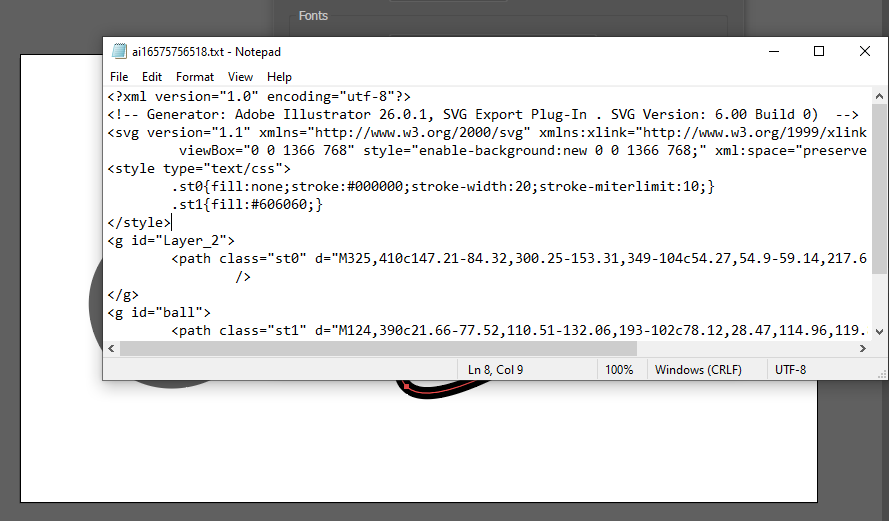 Fonts
ai16575756518.txt - Notepad
File Edit Format View Help
<?xml version="1.0" encoding="utf-8"?>
<!-- Generator: Adobe Illustrator 26.0.1, SVG Export Plug-In . SVG Version: 6.00 Build 0)  -->
<svg version="1.1" xmlns="http://www.w3.org/2000/svg" xmlns:xlink="http://www.w3.org/1999/xlink
viewBox="0 0 1366 768" style="enable-background:new 0 0 1366 768;" xml:space="preserve
<style type="text/css">
.st0{fill:none;stroke:#000000;stroke-width:20;stroke-miterlimit:10;}
.st1{fill:#606060;}
</style>
<g id="Layer_2">
<path class="st0" d="M325,410c147.21-84.32,300.25-153.31,349-104c54.27,54.9-59.14,217.6
/>
</g>
<g id="ball">
<path class="st1" d="M124,390c21.66-77.52,110.51-132.06,193-102c78.12,28.47,114.96,119.
Ln 8, Col 9 100% Windows (CRLF) UTF-8